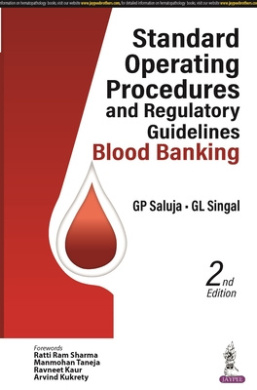 Standard
Operating
Procedures
and Regulatory
Guidelines
Blood Banking
GP Saluja • GL Singal
2nd
Edition
Forewords
Ratti Ram Sharma
Manmohan Taneja
Ravneet Kaur
Arvind Kukrety
JAYPEE